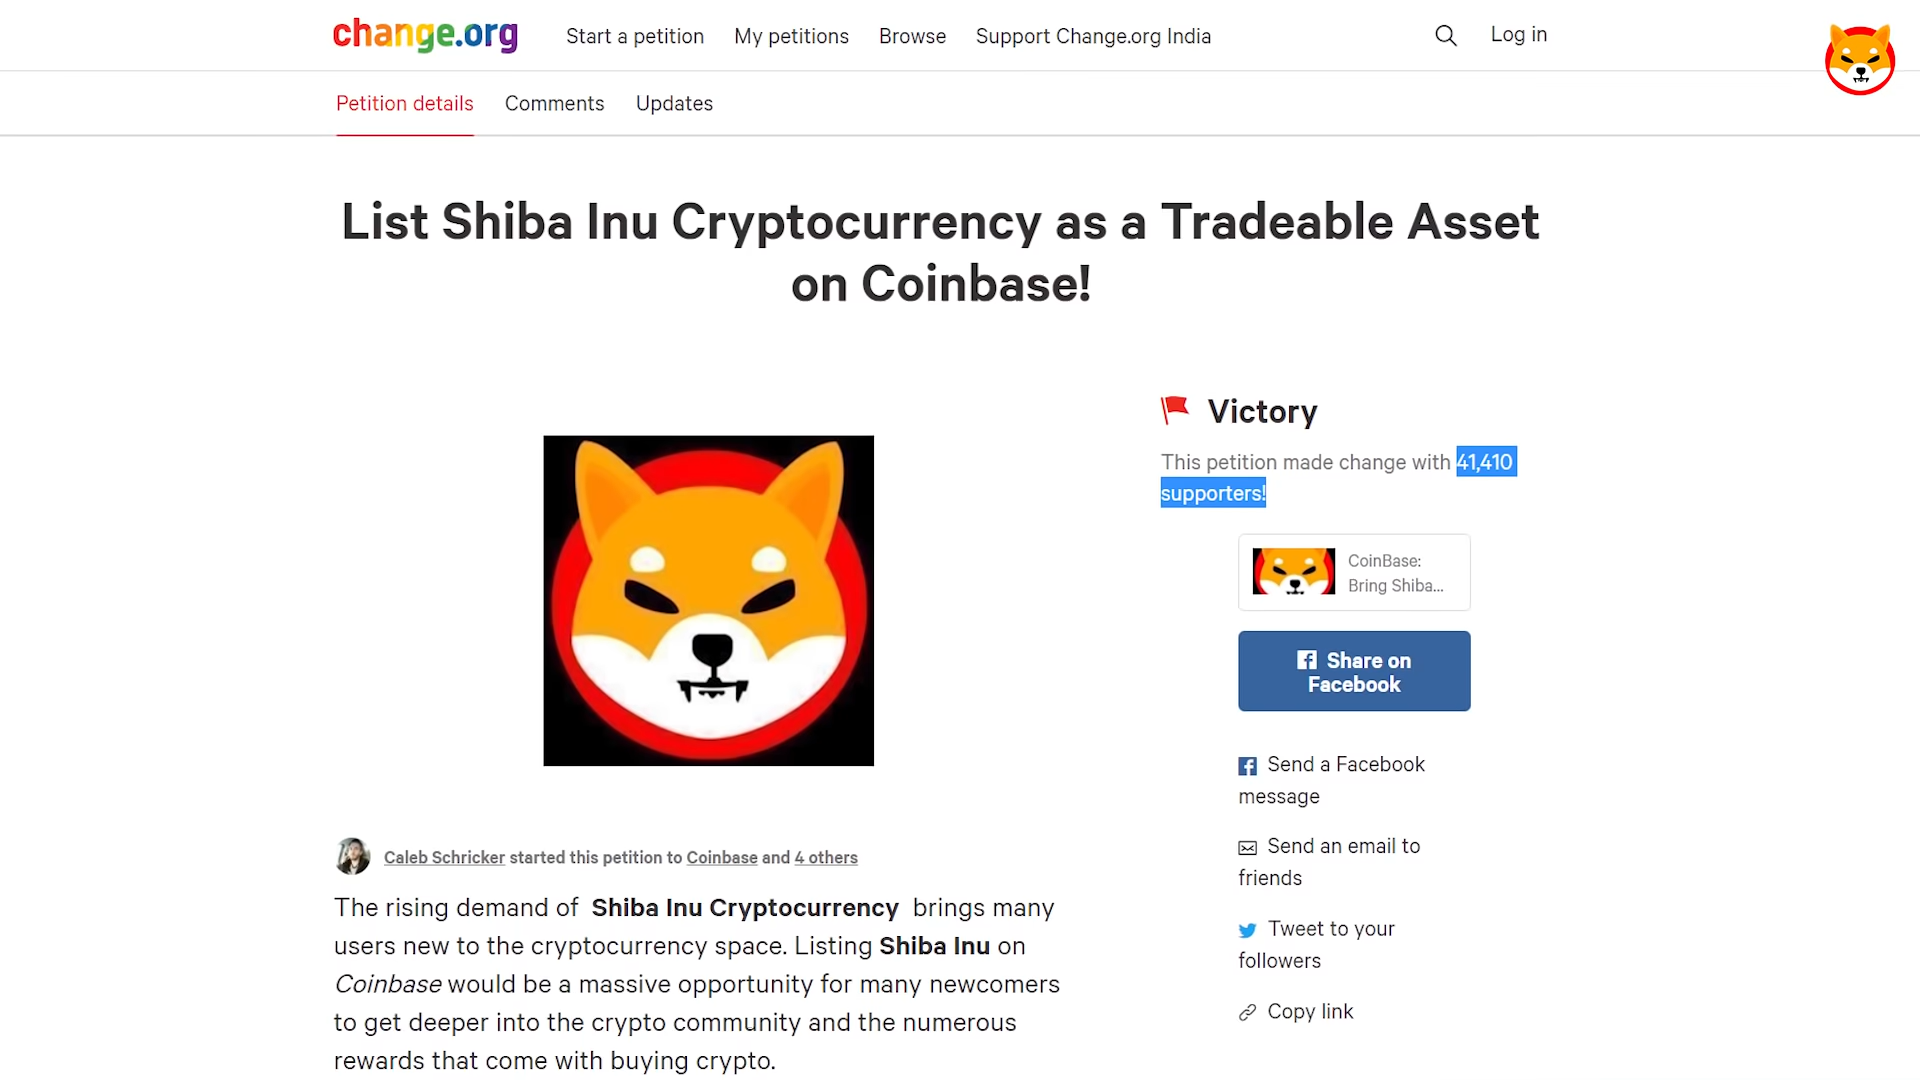 change.org
Start a petition
My petitions
Browse
Support Change.org India
Log in
Petition details
Comments
Updates
List Shiba Inu Cryptocurrency as a Tradeable Asset
on Coinbase!
Victory
This petition made change with 41,410
supporters!
CoinBase:
Bring Shiba...
Share on
Facebook
Send a Facebook
message
Send an email to
friends
Tweet to your
followers
Copy link
Caleb Schricker started this petition to Coinbase and 4 others
The rising demand of Shiba Inu Cryptocurrency brings many
users new to the cryptocurrency space. Listing Shiba Inu on
Coinbase would be a massive opportunity for many newcomers
to get deeper into the crypto community and the numerous
rewards that come with buying crypto.